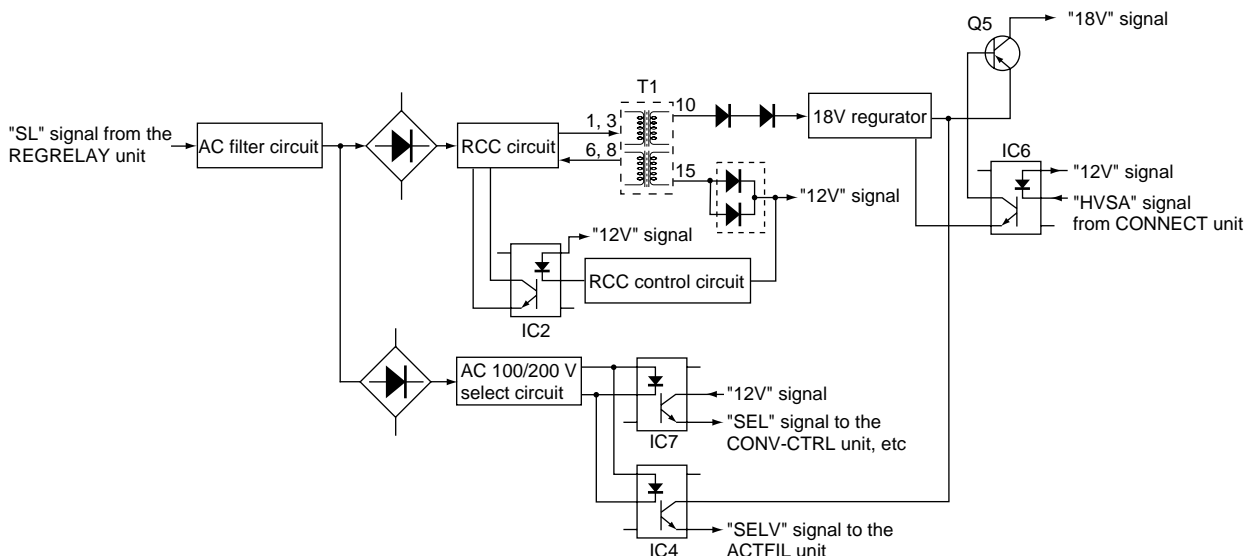 Q5
"18V" signal
T1
"SL" signal from the
REGRELAY unit
AC filter circuit
RCC circuit
1, 3
6, 8
10
15
18V regurator
"12V" signal
IC6
"12V" signal
"HVSA" signal
from CONNECT unit
"12V" signal
RCC control circuit
IC2
AC 100/200 V
select circuit
"12V" signal
"SEL" signal to the
CONV-CTRL unit, etc
IC7
"SELV" signal to the
ACTFIL unit
IC4